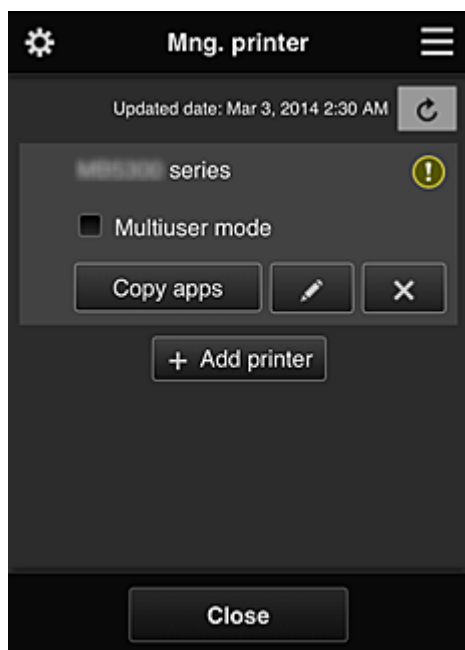 Mng. printer
Updated date: Mar 3, 2014 2:30 AM
series
Multiuser mode
Copy apps
+ Add printer
Close